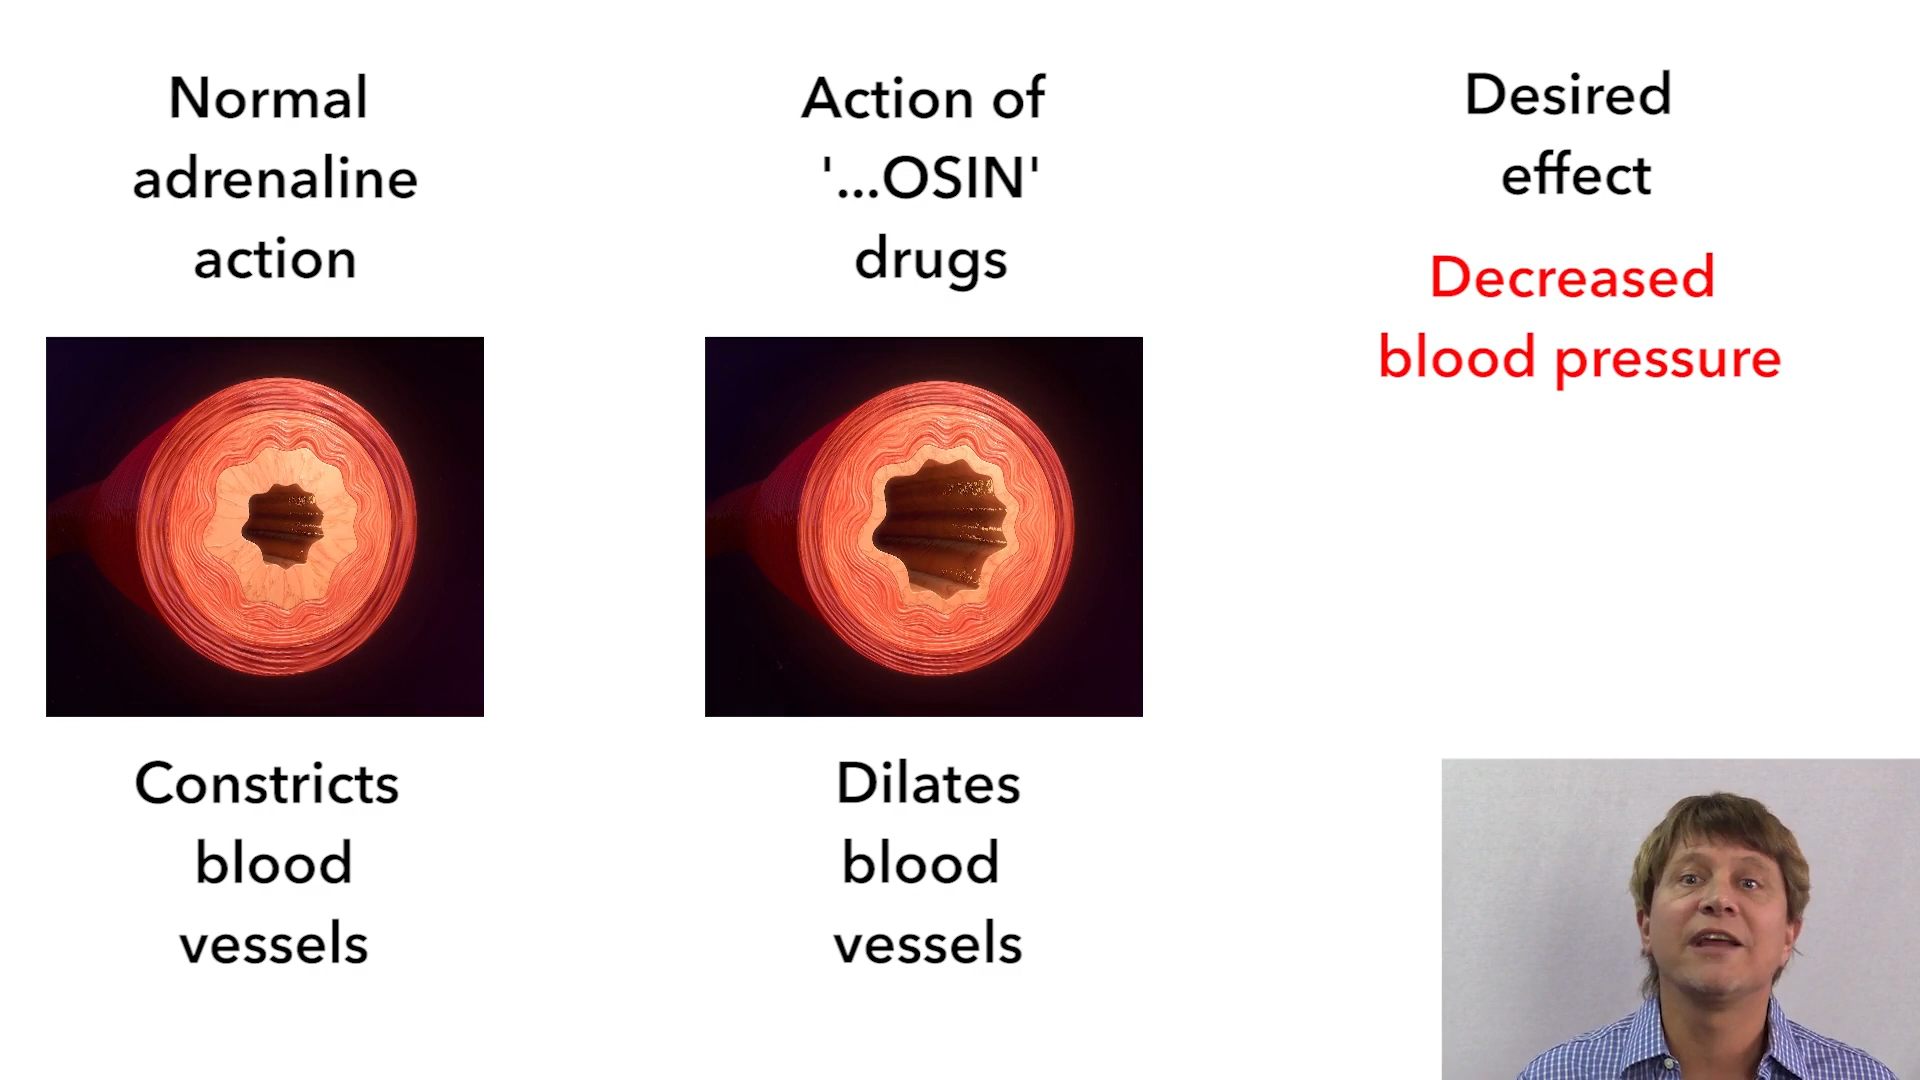 Normal
adrenaline
action
Constricts
blood
vessels
Action of
'...OSIN'
drugs
Dilates
blood
vessels
Desired
effect
Decreased
blood pressure